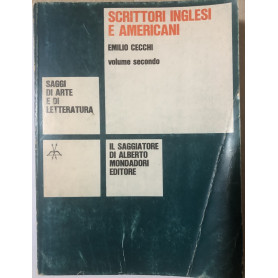 SCRITTORI INGLESI
E AMERICANI
EMILIO CECCHI
volume secondo
SAGGI
DI ARTE
E DI
LETTERATURA
IL SAGGIATORE
DI ALBERTO
MONDADORI
EDITORE